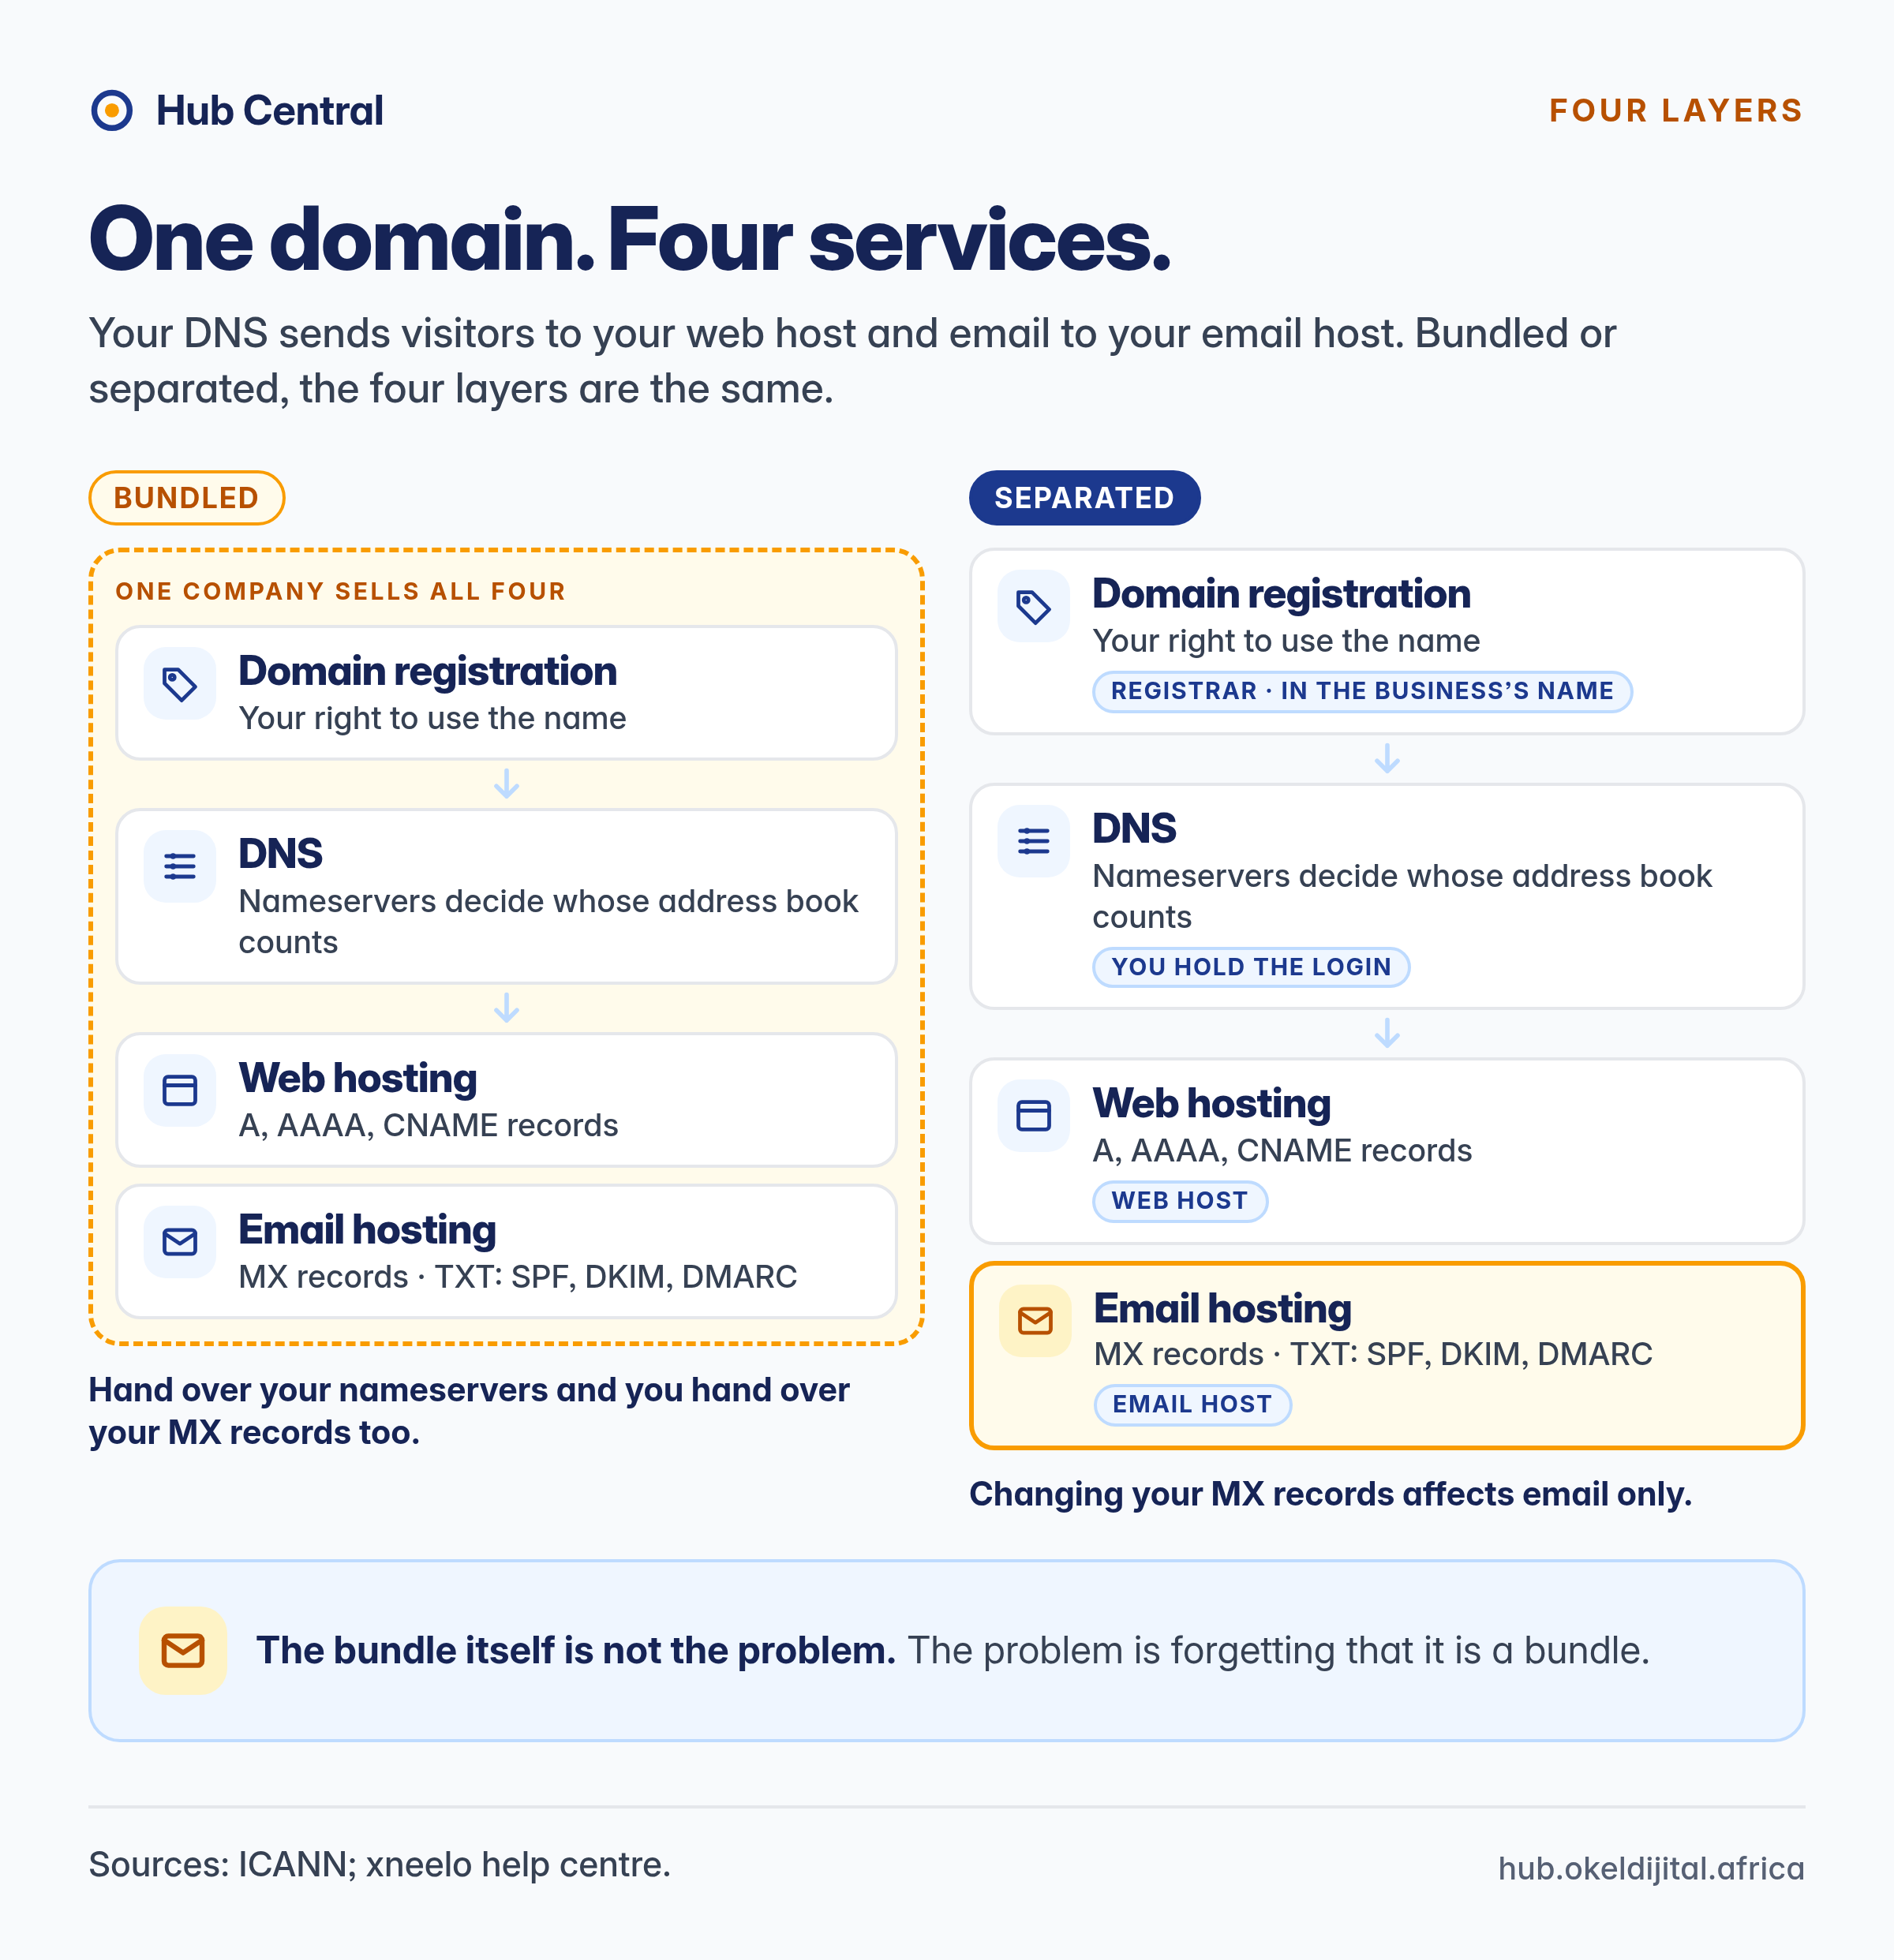 Hub Central
FOUR LAYERS
One domain. Four services.
Your DNS sends visitors to your web host and email to your email host. Bundled or
separated, the four layers are the same.
BUNDLED
ONE COMPANY SELLS ALL FOUR
Domain registration
Your right to use the name
DNS
Nameservers decide whose address book
counts
Web hosting
A, AAAA, CNAME records
Email hosting
MX records · TXT: SPF, DKIM, DMARC
Hand over your nameservers and you hand over
your MX records too.
SEPARATED
Domain registration
Your right to use the name
REGISTRAR · IN THE BUSINESS’S NAME
DNS
Nameservers decide whose address book
counts
YOU HOLD THE LOGIN
Web hosting
A, AAAA, CNAME records
WEB HOST
Email hosting
MX records · TXT: SPF, DKIM, DMARC
EMAIL HOST
Changing your MX records affects email only.
The bundle itself is not the problem. The problem is forgetting that it is a bundle.
Sources: ICANN; xneelo help centre.
hub.okeldijital.africa